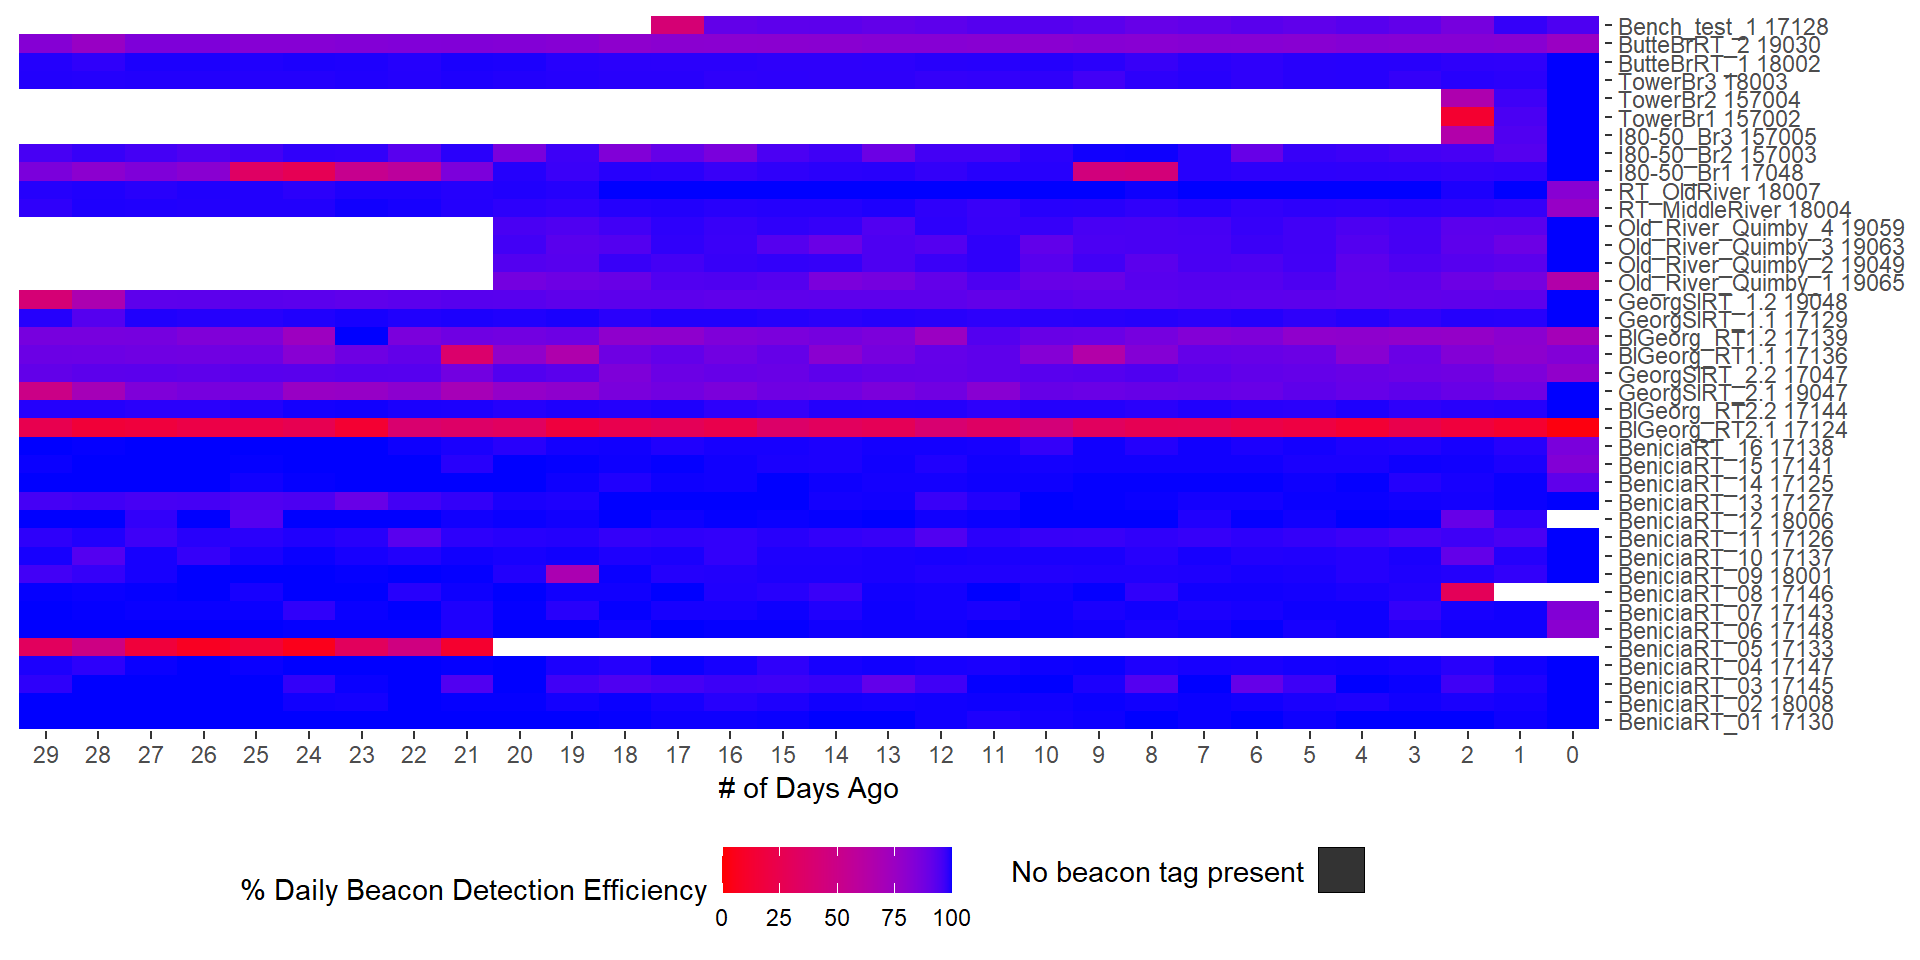 Bench_test_1 17128
ButteBrRT_2 19030
ButteBrRT_1 18002
TowerBr3 18003
TowerBr2 157004
TowerBr1 157002
I80-50_Br3 157005
I80-50_Br2 157003
I80-50_Br1 17048
RT_OldRiver 18007
RT_MiddleRiver 18004
Old_River_Quimby_4 19059
Old_River_Quimby_3 19063
Old_River_Quimby_2 19049
Old_River_Quimby_1 19065
GeorgSlRT_1.2 19048
GeorgSlRT_1.1 17129
BlGeorg_RT1.2 17139
BlGeorg_RT1.1 17136
GeorgSlRT_2.2 17047
GeorgSlRT_2.1 19047
BlGeorg_RT2.2 17144
BlGeorg_RT2.1 17124
BeniciaRT_16 17138
BeniciaRT_15 17141
BeniciaRT_14 17125
BeniciaRT_13 17127
BeniciaRT_12 18006
BeniciaRT_11 17126
BeniciaRT_10 17137
BeniciaRT_09 18001
BeniciaRT_08 17146
BeniciaRT_07 17143
BeniciaRT_06 17148
BeniciaRT_05 17133
BeniciaRT_04 17147
BeniciaRT_03 17145
BeniciaRT_02 18008
BeniciaRT_01 17130
29 28 27 26 25 24 23 22 21 20 19 18 17 16 15 14 13 12 11 10 9 8 7 6 5 4 3 2 1 0
# of Days Ago
% Daily Beacon Detection Efficiency
0 25 50 75 100
No beacon tag present